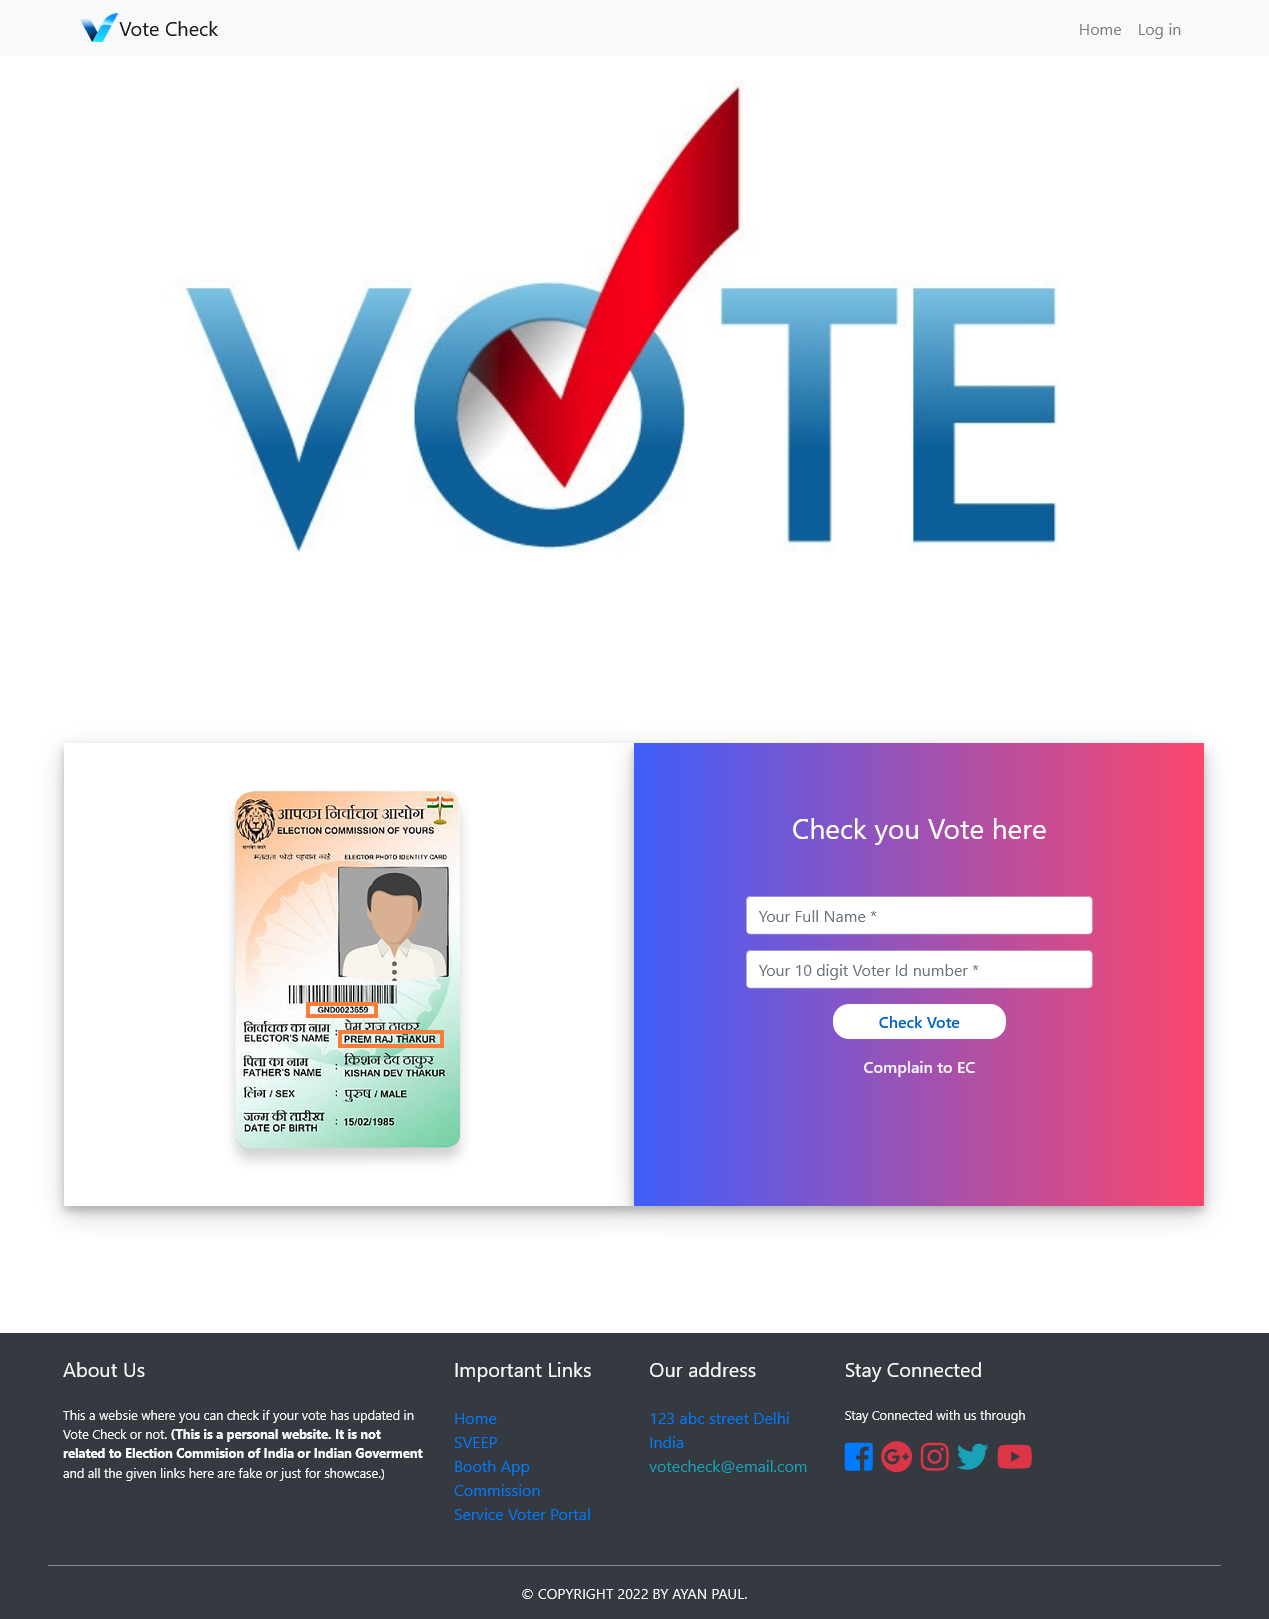 Vote Check
Home
Log in
VOTE
आपका निर्वाचन आयोग
ELECTION COMMISSION OF YOURS
ELECTOR PHOTO IDENTITY CARD
GND0023659
निर्वाचक का नाम : प्रेम राज ठाकुर
ELECTOR'S NAME PREM RAJ THAKUR
पिता का नाम : किशन देव ठाकुर
FATHER'S NAME KISHAN DEV THAKUR
लिंग / SEX : पुरुष / MALE
जन्म की तारीख
DATE OF BIRTH : 15/02/1985
Check you Vote here
Your Full Name *
Your 10 digit Voter Id number *
Check Vote
Complain to EC
About Us
This a websie where you can check if your vote has updated in
Vote Check or not. (This is a personal website. It is not
related to Election Commision of India or Indian Goverment
and all the given links here are fake or just for showcase.)
Important Links
Home
SVEEP
Booth App
Commission
Service Voter Portal
Our address
123 abc street Delhi
India
votecheck@email.com
Stay Connected
Stay Connected with us through
© COPYRIGHT 2022 BY AYAN PAUL.